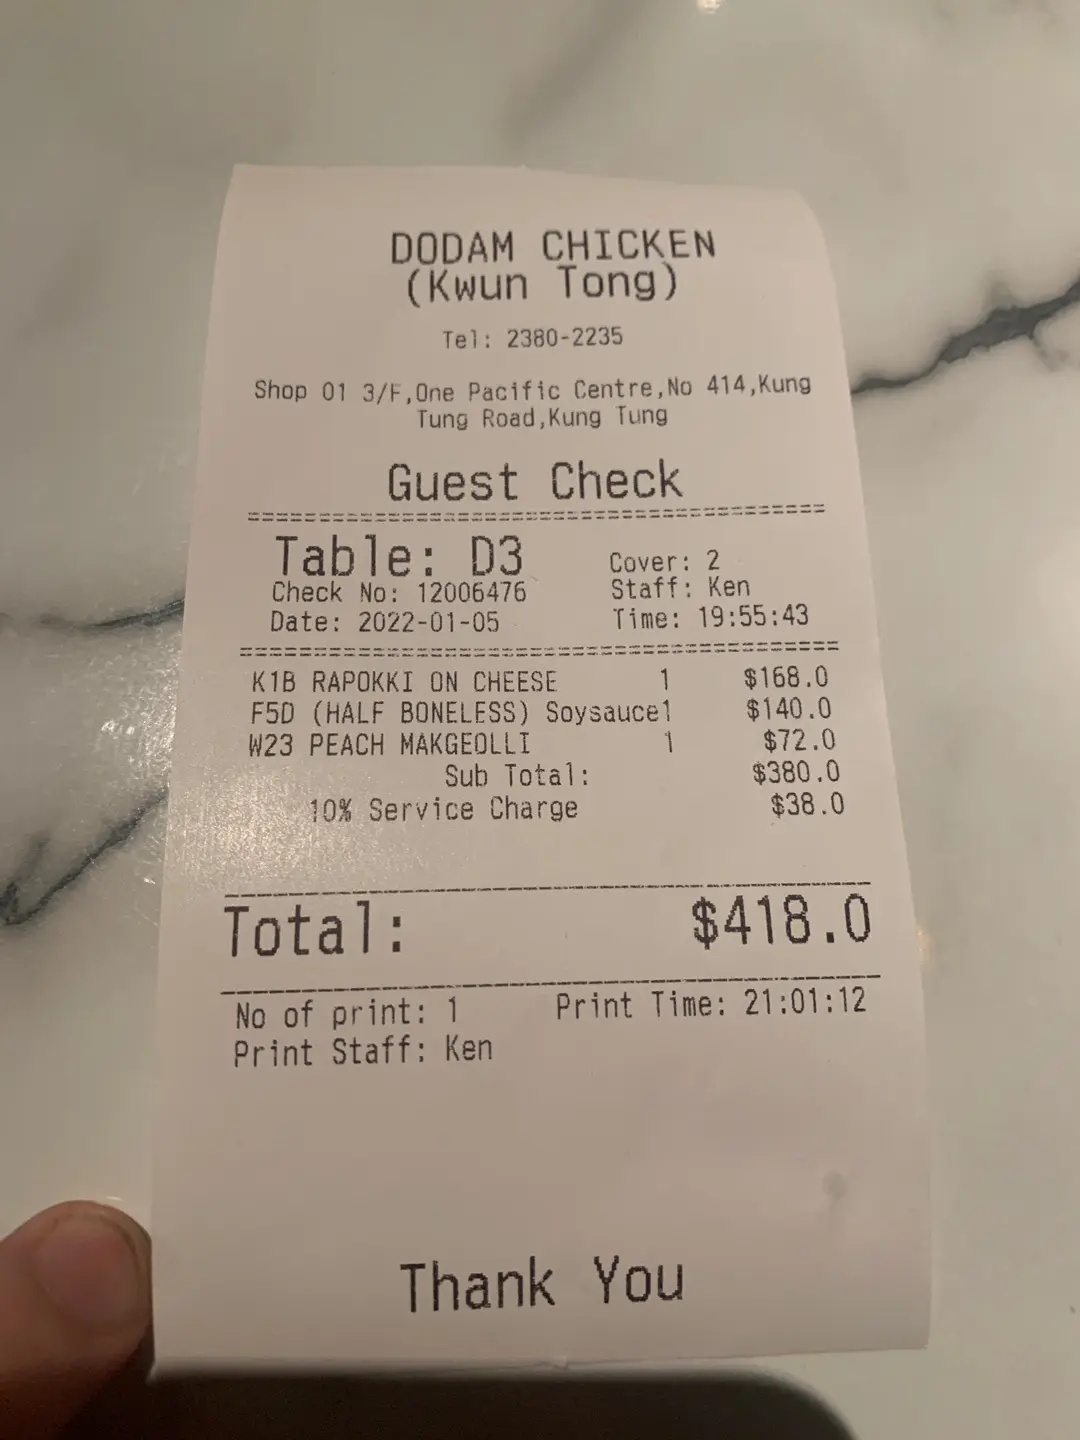 DODAM CHICKEN
(Kwun Tong)
Tel: 2380-2235
Shop 01 3/F,One Pacific Centre,No 414,Kung
Tung Road,Kung Tung
Guest Check
================================================
Table: D3 Cover: 2
Check No: 12006476 Staff: Ken
Date: 2022-01-05 Time: 19:55:43
================================================
K1B RAPOKKI ON CHEESE 1 $168.0
F5D (HALF BONELESS) Soysauce1 $140.0
W23 PEACH MAKGEOLLI 1 $72.0
Sub Total: $380.0
10% Service Charge $38.0
Total: $418.0
No of print: 1 Print Time: 21:01:12
Print Staff: Ken
Thank You